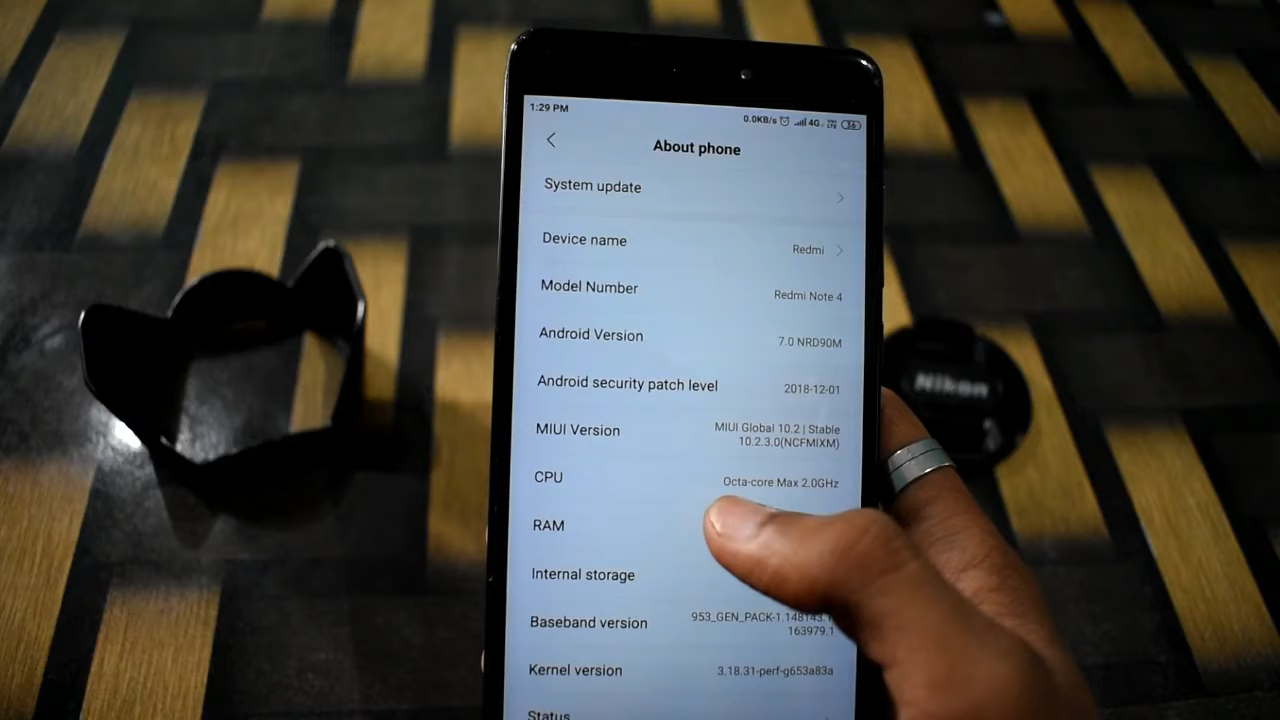 1:29 PM
0.0KB/s 4G VoLTE 36
About phone
System update
Device name Redmi
Model Number Redmi Note 4
Android Version 7.0 NRD90M
Android security patch level 2018-12-01
MIUI Version MIUI Global 10.2 | Stable
10.2.3.0(NCFMIXM)
CPU Octa-core Max 2.0GHz
RAM
Internal storage
Baseband version 953_GEN_PACK-1.148143.1
163979.1
Kernel version 3.18.31-perf-g653a83a
Status
Nikon